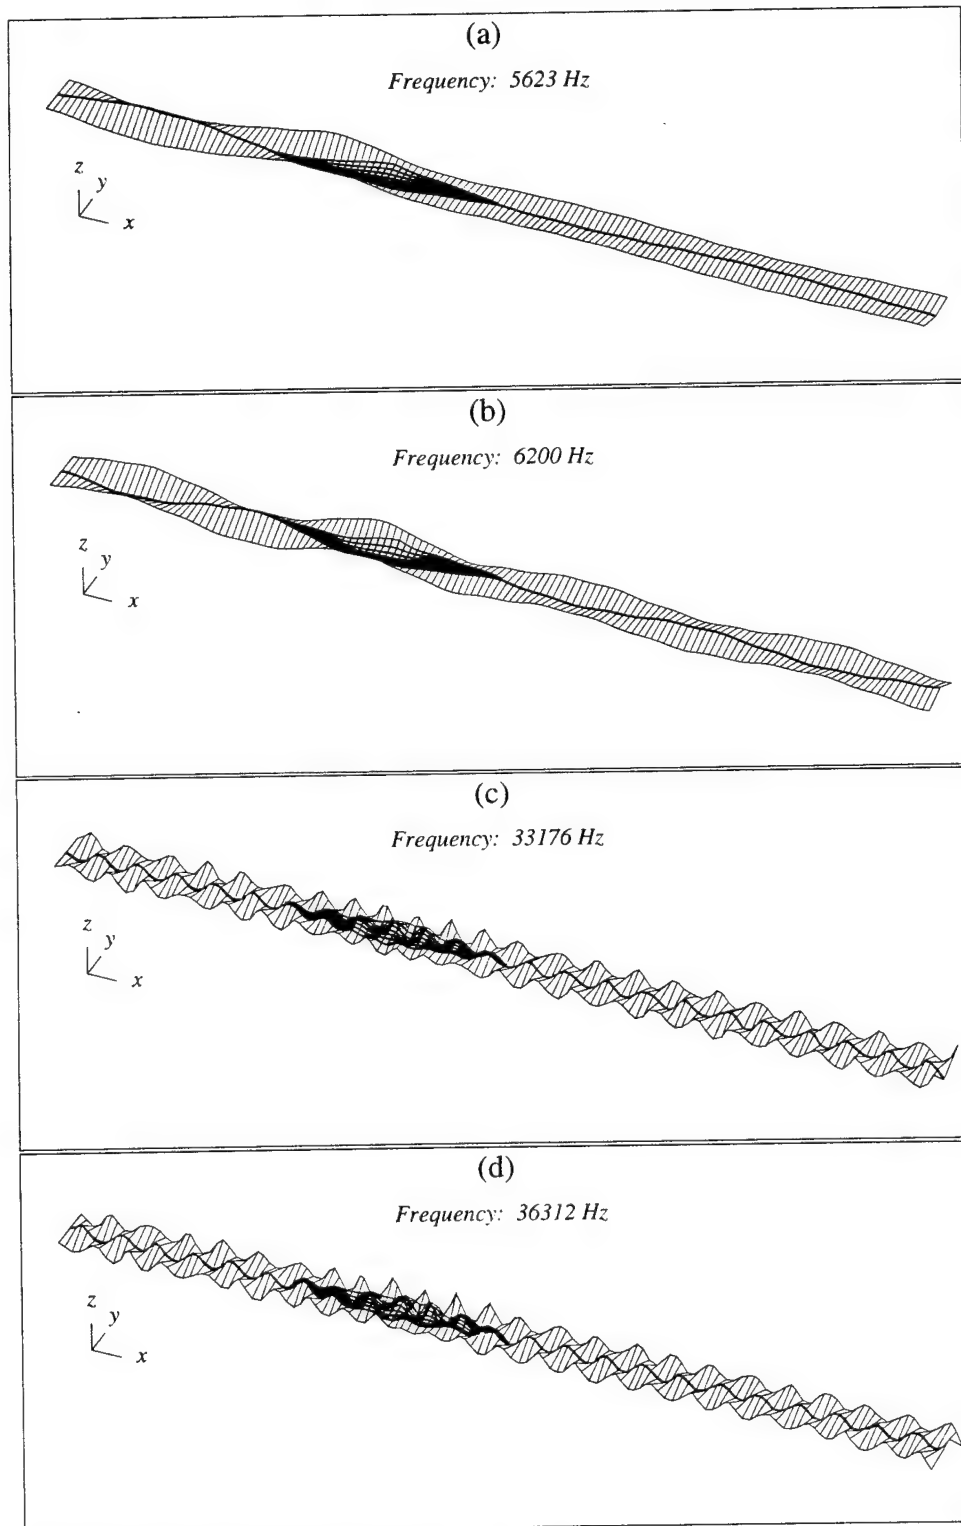 (a)
Frequency: 5623 Hz
z
y
x
(b)
Frequency: 6200 Hz
z
y
x
(c)
Frequency: 33176 Hz
z
y
x
(d)
Frequency: 36312 Hz
z
y
x